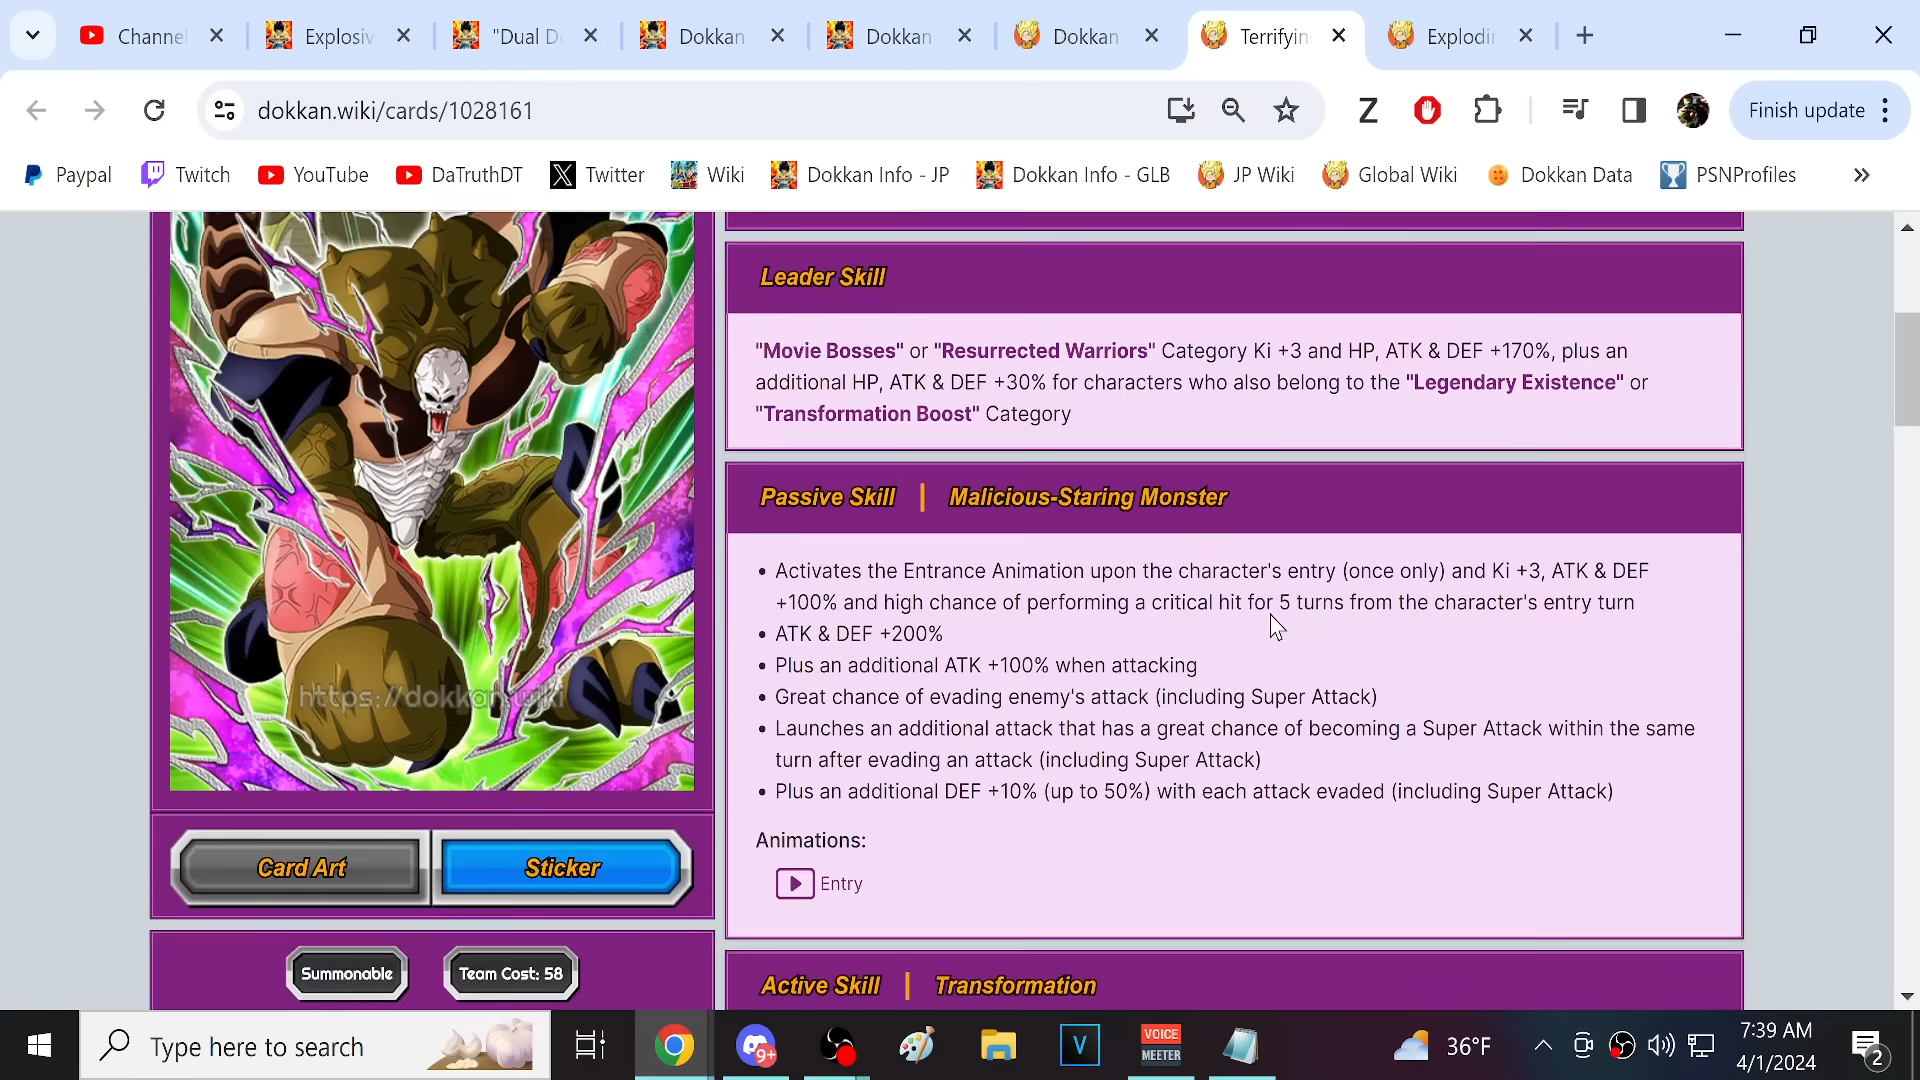 Channe
Explosiv
"Dual D
Dokkan
Dokkan
Dokkan
Terrifyin
Explodin
dokkan.wiki/cards/1028161
Z
Finish update
Paypal
Twitch
YouTube
DaTruthDT
Twitter
Wiki
Dokkan Info - JP
Dokkan Info - GLB
JP Wiki
Global Wiki
Dokkan Data
PSNProfiles
»
https://dokkan.wiki
Card Art
Sticker
Summonable
Team Cost: 58
Leader Skill
"Movie Bosses" or "Resurrected Warriors" Category Ki +3 and HP, ATK & DEF +170%, plus an
additional HP, ATK & DEF +30% for characters who also belong to the "Legendary Existence" or
"Transformation Boost" Category
Passive Skill | Malicious-Staring Monster
• Activates the Entrance Animation upon the character's entry (once only) and Ki +3, ATK & DEF
+100% and high chance of performing a critical hit for 5 turns from the character's entry turn
• ATK & DEF +200%
• Plus an additional ATK +100% when attacking
• Great chance of evading enemy's attack (including Super Attack)
• Launches an additional attack that has a great chance of becoming a Super Attack within the same
turn after evading an attack (including Super Attack)
• Plus an additional DEF +10% (up to 50%) with each attack evaded (including Super Attack)
Animations:
Entry
Active Skill | Transformation
Type here to search
9+
V
VOICE
MEETER
36°F
7:39 AM
4/1/2024
2